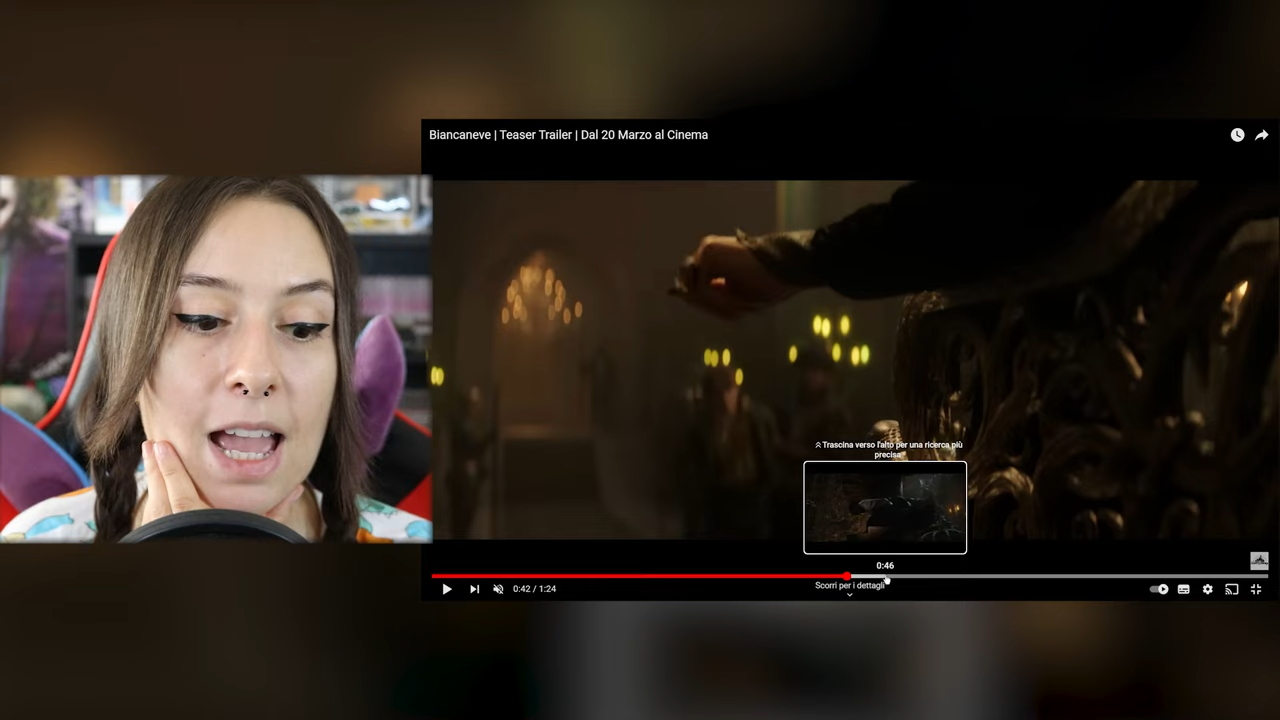 Biancaneve | Teaser Trailer | Dal 20 Marzo al Cinema
Trascina verso l'alto per una ricerca più
precisa
0:46
Scorri per i dettagli
0:42 / 1:24